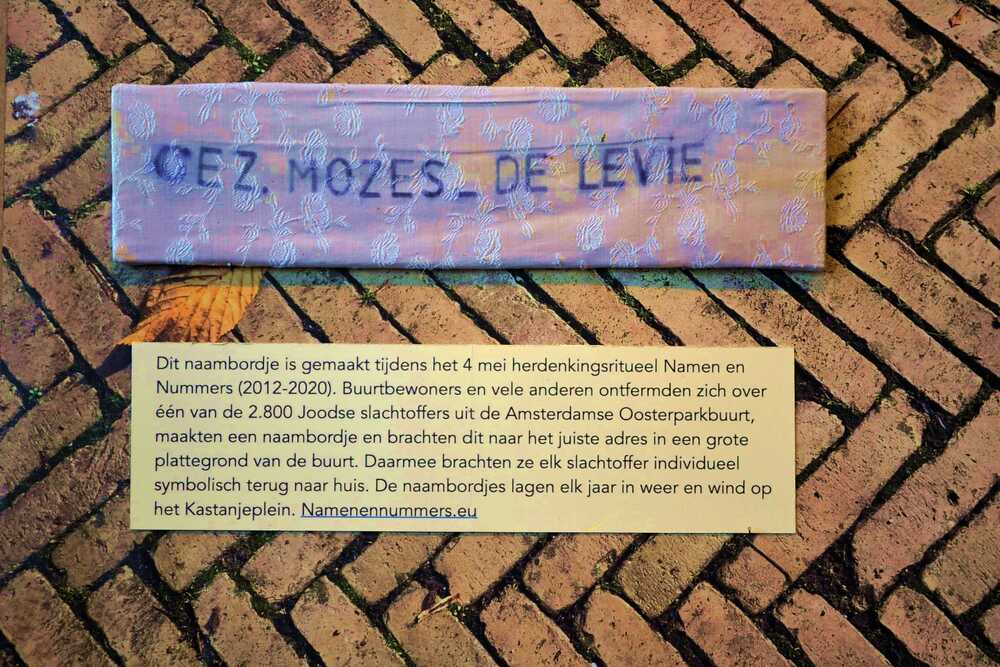 GEZ. MOZES_ DE LEVIE
Dit naambordje is gemaakt tijdens het 4 mei herdenkingsritueel Namen en
Nummers (2012-2020). Buurtbewoners en vele anderen ontfermden zich over
één van de 2.800 Joodse slachtoffers uit de Amsterdamse Oosterparkbuurt,
maakten een naambordje en brachten dit naar het juiste adres in een grote
plattegrond van de buurt. Daarmee brachten ze elk slachtoffer individueel
symbolisch terug naar huis. De naambordjes lagen elk jaar in weer en wind op
het Kastanjeplein. Namenennummers.eu